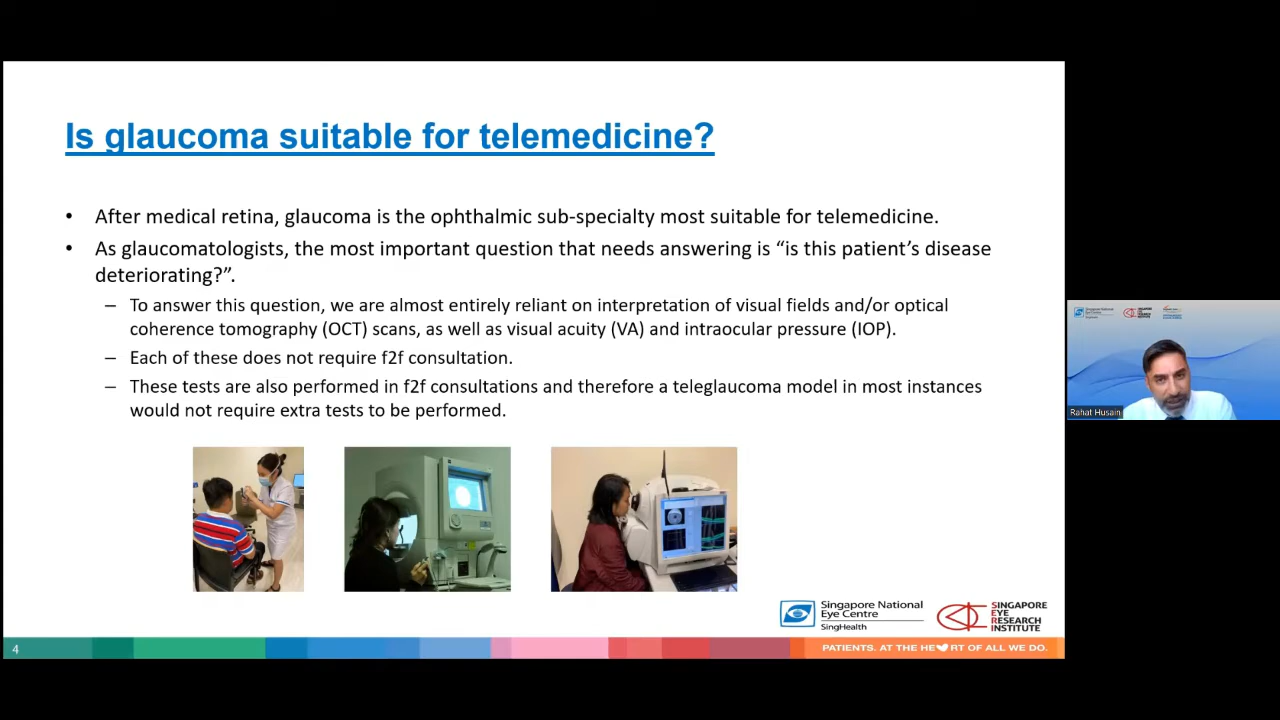 Is glaucoma suitable for telemedicine?
• After medical retina, glaucoma is the ophthalmic sub-specialty most suitable for telemedicine.
• As glaucomatologists, the most important question that needs answering is “is this patient’s disease
deteriorating?”.
– To answer this question, we are almost entirely reliant on interpretation of visual fields and/or optical
coherence tomography (OCT) scans, as well as visual acuity (VA) and intraocular pressure (IOP).
– Each of these does not require f2f consultation.
– These tests are also performed in f2f consultations and therefore a teleglaucoma model in most instances
would not require extra tests to be performed.
Singapore National
Eye Centre
SingHealth
SINGAPORE
EYE
RESEARCH
INSTITUTE
4
PATIENTS. AT THE HE RT OF ALL WE DO.
Rahat Husain